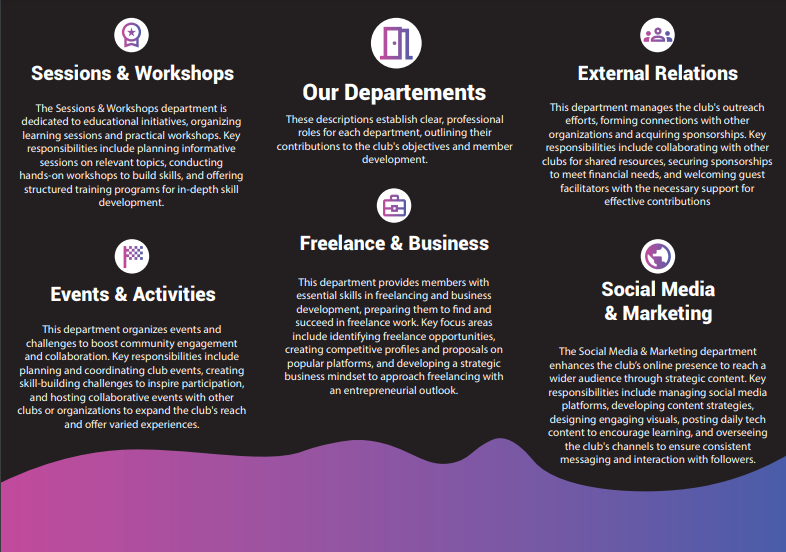 Sessions & Workshops
The Sessions & Workshops department is
dedicated to educational initiatives, organizing
learning sessions and practical workshops. Key
responsibilities include planning informative
sessions on relevant topics, conducting
hands-on workshops to build skills, and offering
structured training programs for in-depth skill
development.
Events & Activities
This department organizes events and
challenges to boost community engagement
and collaboration. Key responsibilities include
planning and coordinating club events, creating
skill-building challenges to inspire participation,
and hosting collaborative events with other
clubs or organizations to expand the club's reach
and offer varied experiences.
Our Departements
These descriptions establish clear, professional
roles for each department, outlining their
contributions to the club's objectives and member
development.
Freelance & Business
This department provides members with
essential skills in freelancing and business
development, preparing them to find and
succeed in freelance work. Key focus areas
include identifying freelance opportunities,
creating competitive profiles and proposals on
popular platforms, and developing a strategic
business mindset to approach freelancing with
an entrepreneurial outlook.
External Relations
This department manages the club's outreach
efforts, forming connections with other
organizations and acquiring sponsorships. Key
responsibilities include collaborating with other
clubs for shared resources, securing sponsorships
to meet financial needs, and welcoming guest
facilitators with the necessary support for
effective contributions
Social Media
& Marketing
The Social Media & Marketing department
enhances the club's online presence to reach a
wider audience through strategic content. Key
responsibilities include managing social media
platforms, developing content strategies,
designing engaging visuals, posting daily tech
content to encourage learning, and overseeing
the club's channels to ensure consistent
messaging and interaction with followers.